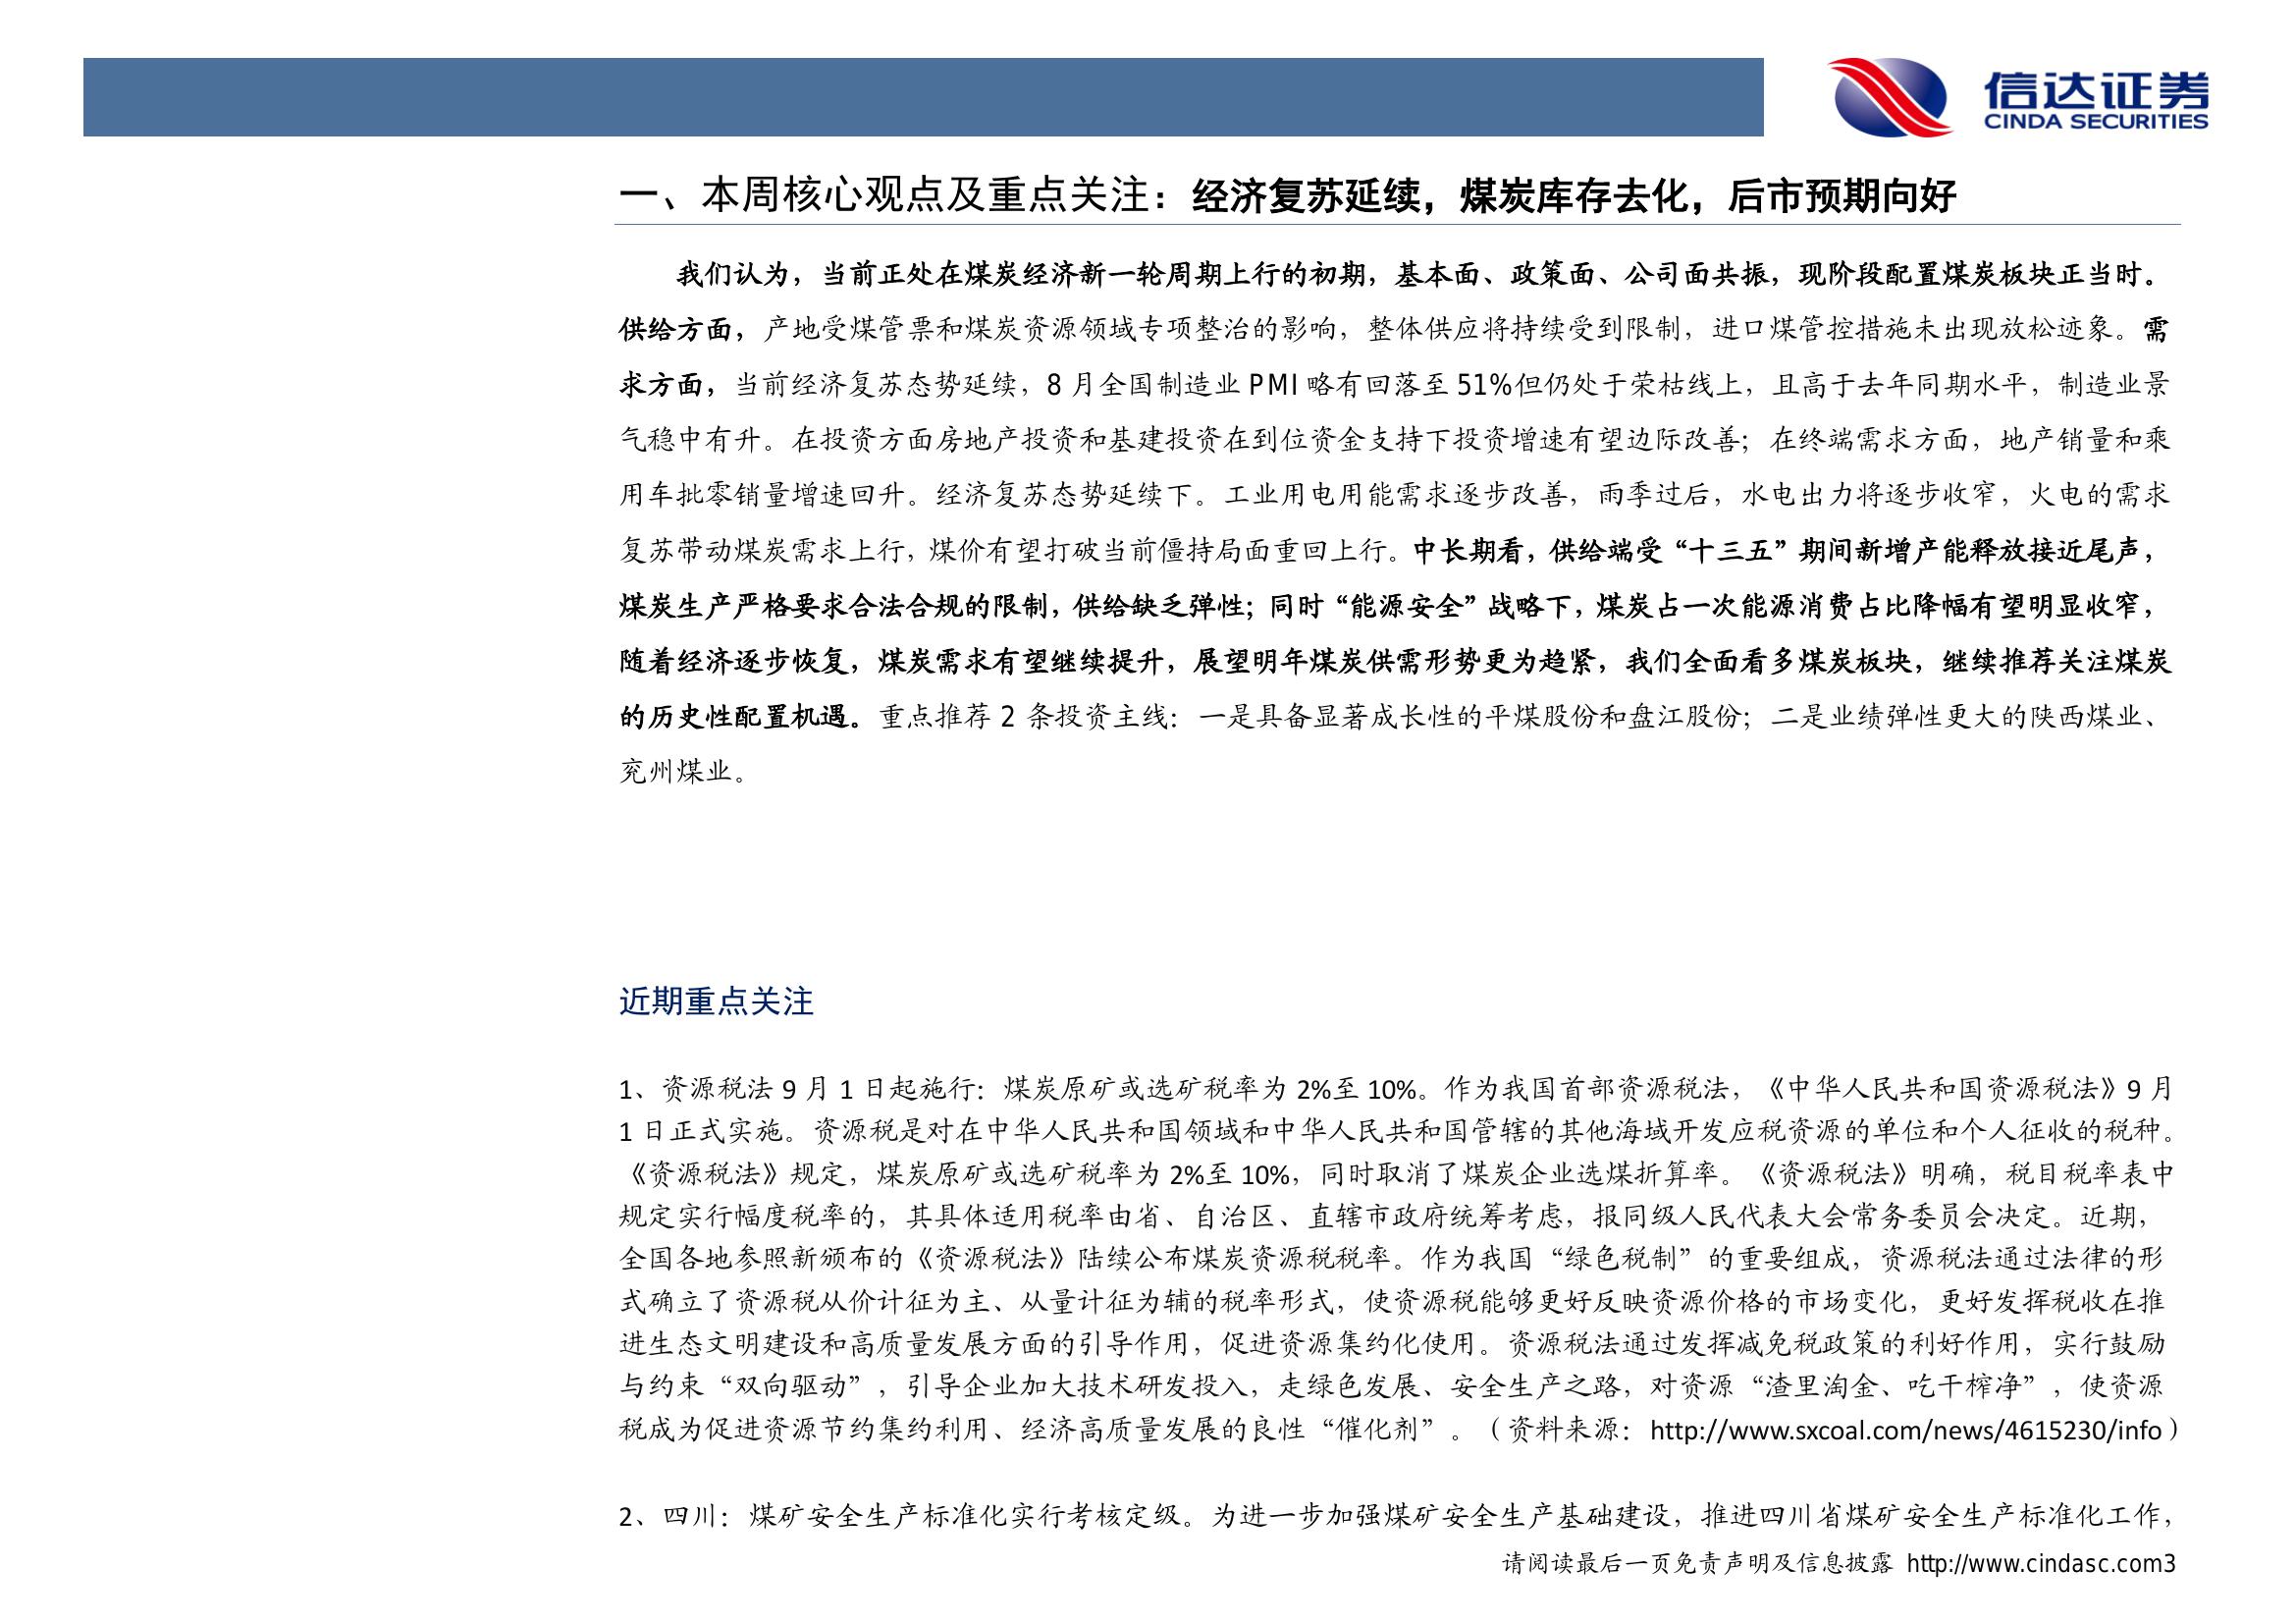 信达证券
CINDA SECURITIES
一、本周核心观点及重点关注：经济复苏延续，煤炭库存去化，后市预期向好
我们认为，当前正处在煤炭经济新一轮周期上行的初期，基本面、政策面、公司面共振，现阶段配置煤炭板块正当时。
供给方面，产地受煤管票和煤炭资源领域专项整治的影响，整体供应将持续受到限制，进口煤管控措施未出现放松迹象。需
求方面，当前经济复苏态势延续，8 月全国制造业 PMI 略有回落至 51%但仍处于荣枯线上，且高于去年同期水平，制造业景
气稳中有升。在投资方面房地产投资和基建投资在到位资金支持下投资增速有望边际改善；在终端需求方面，地产销量和乘
用车批零销量增速回升。经济复苏态势延续下。工业用电用能需求逐步改善，雨季过后，水电出力将逐步收窄，火电的需求
复苏带动煤炭需求上行，煤价有望打破当前僵持局面重回上行。中长期看，供给端受“十三五”期间新增产能释放接近尾声，
煤炭生产严格要求合法合规的限制，供给缺乏弹性；同时“能源安全”战略下，煤炭占一次能源消费占比降幅有望明显收窄，
随着经济逐步恢复，煤炭需求有望继续提升，展望明年煤炭供需形势更为趋紧，我们全面看多煤炭板块，继续推荐关注煤炭
的历史性配置机遇。重点推荐 2 条投资主线：一是具备显著成长性的平煤股份和盘江股份；二是业绩弹性更大的陕西煤业、
兖州煤业。
近期重点关注
1、资源税法 9 月 1 日起施行：煤炭原矿或选矿税率为 2%至 10%。作为我国首部资源税法，《中华人民共和国资源税法》9 月
1 日正式实施。资源税是对在中华人民共和国领域和中华人民共和国管辖的其他海域开发应税资源的单位和个人征收的税种。
《资源税法》规定，煤炭原矿或选矿税率为 2%至 10%，同时取消了煤炭企业选煤折算率。《资源税法》明确，税目税率表中
规定实行幅度税率的，其具体适用税率由省、自治区、直辖市政府统筹考虑，报同级人民代表大会常务委员会决定。近期，
全国各地参照新颁布的《资源税法》陆续公布煤炭资源税税率。作为我国“绿色税制”的重要组成，资源税法通过法律的形
式确立了资源税从价计征为主、从量计征为辅的税率形式，使资源税能够更好反映资源价格的市场变化，更好发挥税收在推
进生态文明建设和高质量发展方面的引导作用，促进资源集约化使用。资源税法通过发挥减免税政策的利好作用，实行鼓励
与约束“双向驱动”，引导企业加大技术研发投入，走绿色发展、安全生产之路，对资源“渣里淘金、吃干榨净”，使资源
税成为促进资源节约集约利用、经济高质量发展的良性“催化剂”。（资料来源：http://www.sxcoal.com/news/4615230/info）
2、四川：煤矿安全生产标准化实行考核定级。为进一步加强煤矿安全生产基础建设，推进四川省煤矿安全生产标准化工作，
请阅读最后一页免责声明及信息披露 http://www.cindasc.com3